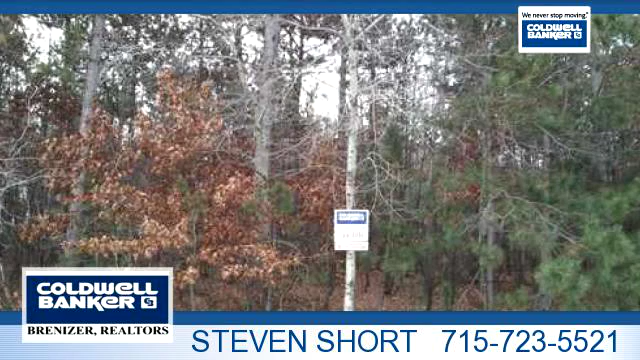 We never stop moving.
COLDWELL
BANKER
COLDWELL
BANKER
BRENIZER, REALTORS
STEVEN SHORT 715-723-5521